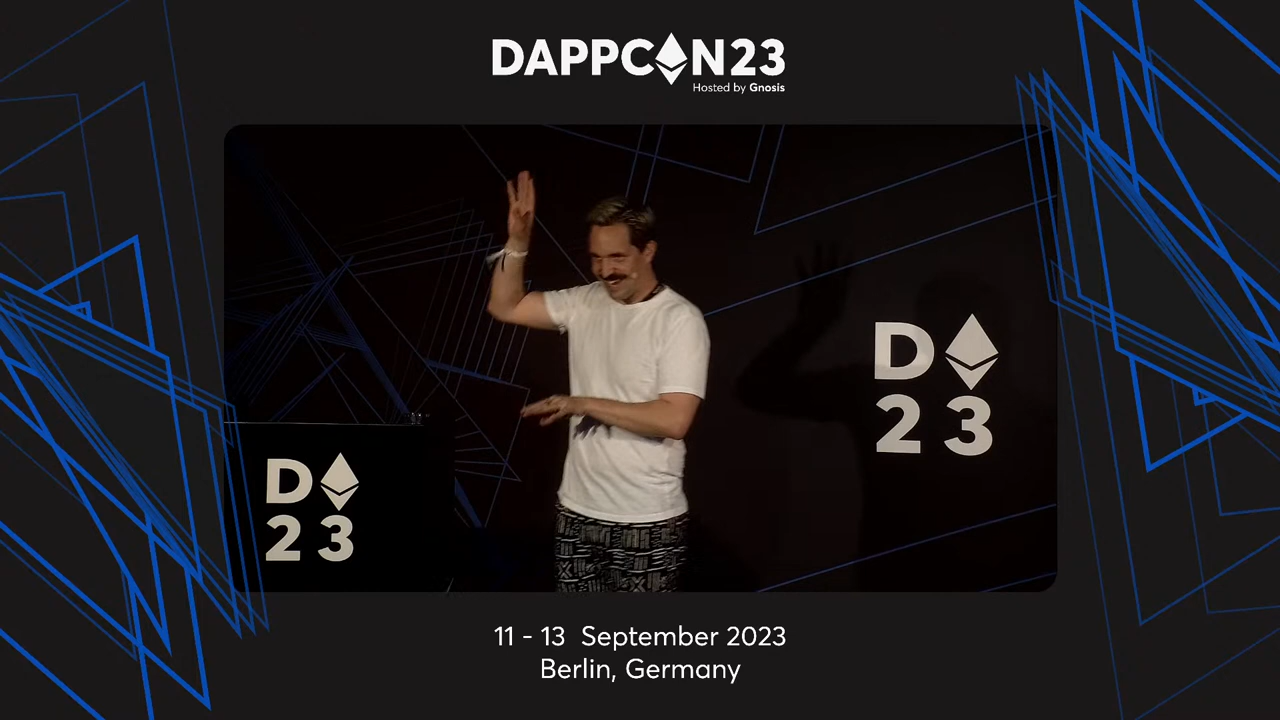 DAPPCON23
Hosted by Gnosis
D
23
D
23
11 - 13 September 2023
Berlin, Germany